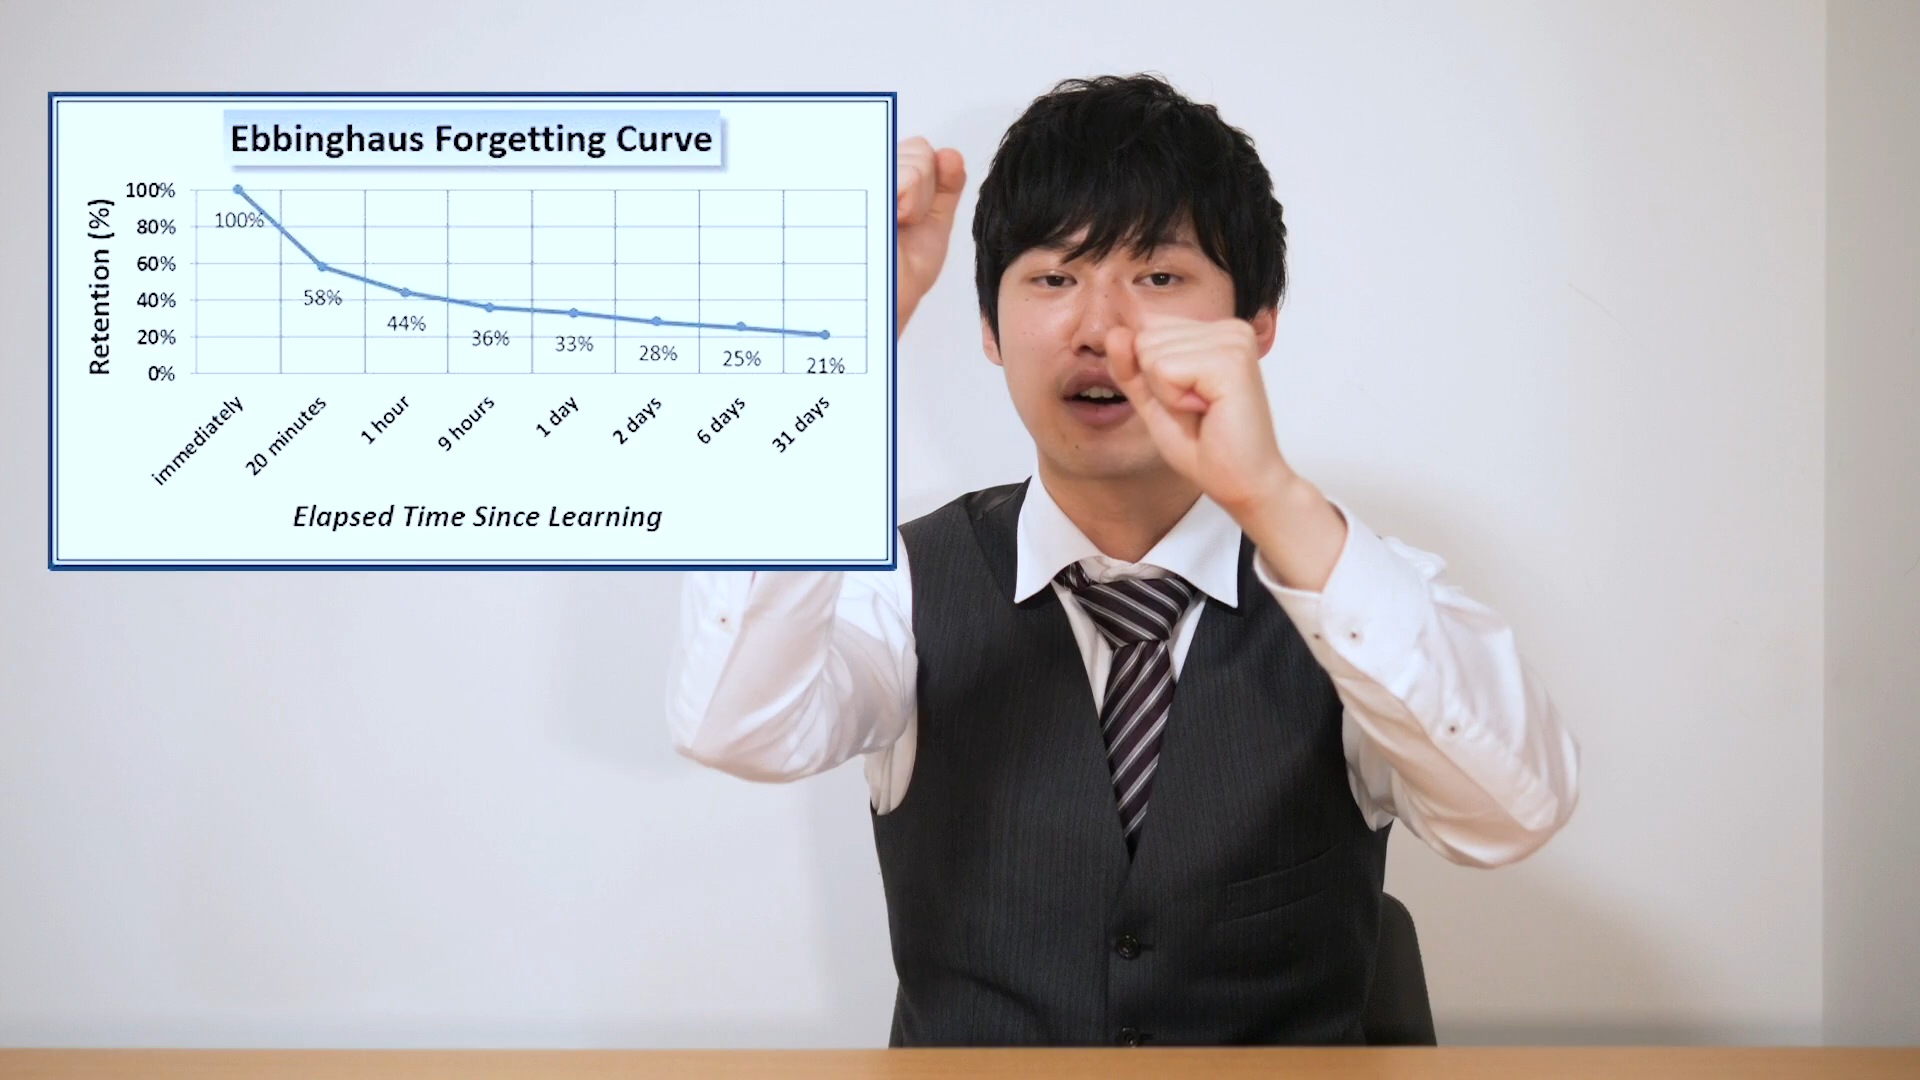 Ebbinghaus Forgetting Curve
Retention (%)
100%
80%
60%
40%
20%
0%
100%
58%
44%
36%
33%
28%
25%
21%
immediately
20 minutes
1 hour
9 hours
1 day
2 days
6 days
31 days
Elapsed Time Since Learning